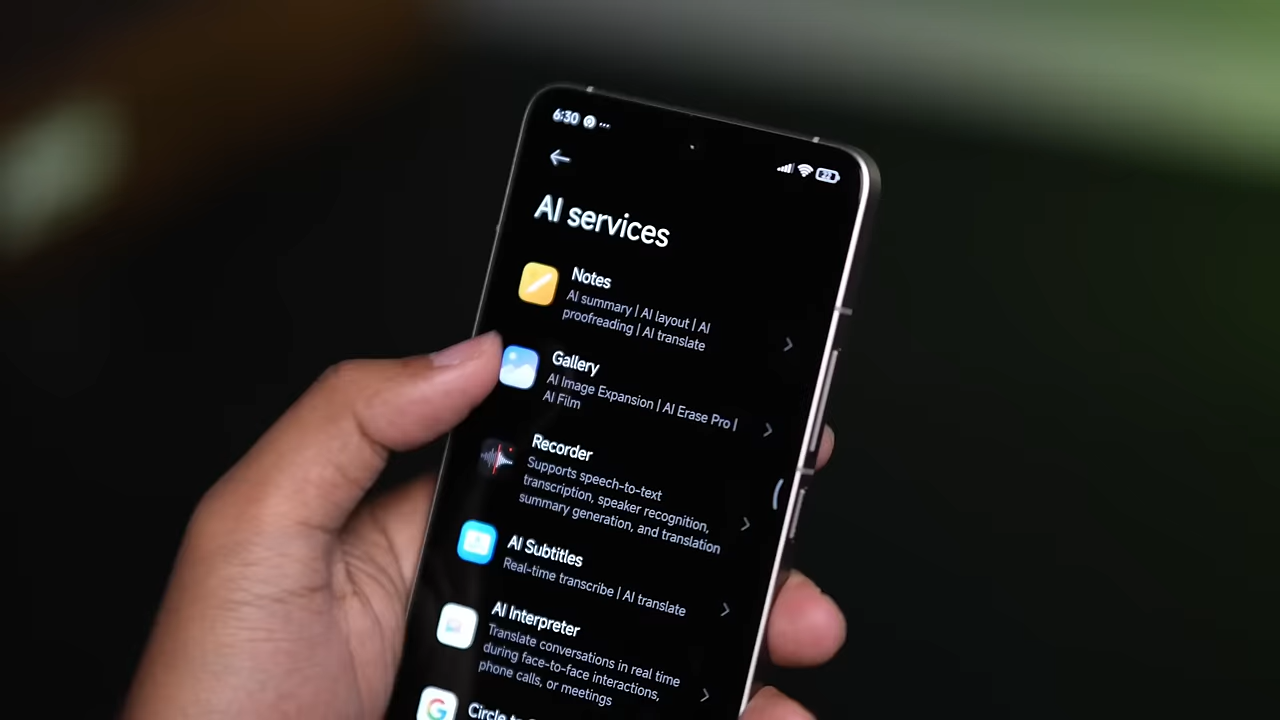 6:30
22
AI services
Notes
AI summary | AI layout | AI
proofreading | AI translate
Gallery
AI Image Expansion | AI Erase Pro |
AI Film
Recorder
Supports speech-to-text
transcription, speaker recognition,
summary generation, and translation
AI Subtitles
Real-time transcribe | AI translate
AI Interpreter
Translate conversations in real time
during face-to-face interactions,
phone calls, or meetings
Circle